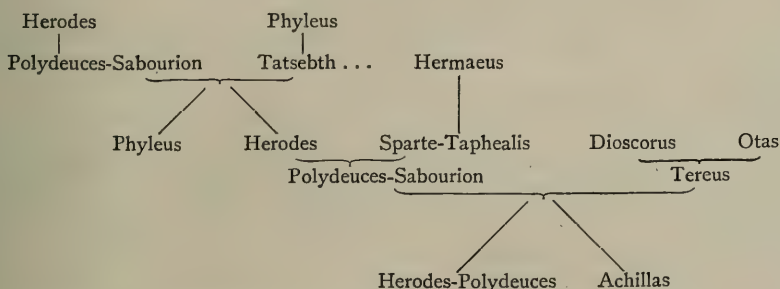 Herodes Phyleus
Polydeuces-Sabourion Tatsebth . . . Hermaeus
Phyleus Herodes Sparte-Taphealis Dioscorus Otas
Polydeuces-Sabourion Tereus
Herodes-Polydeuces Achillas